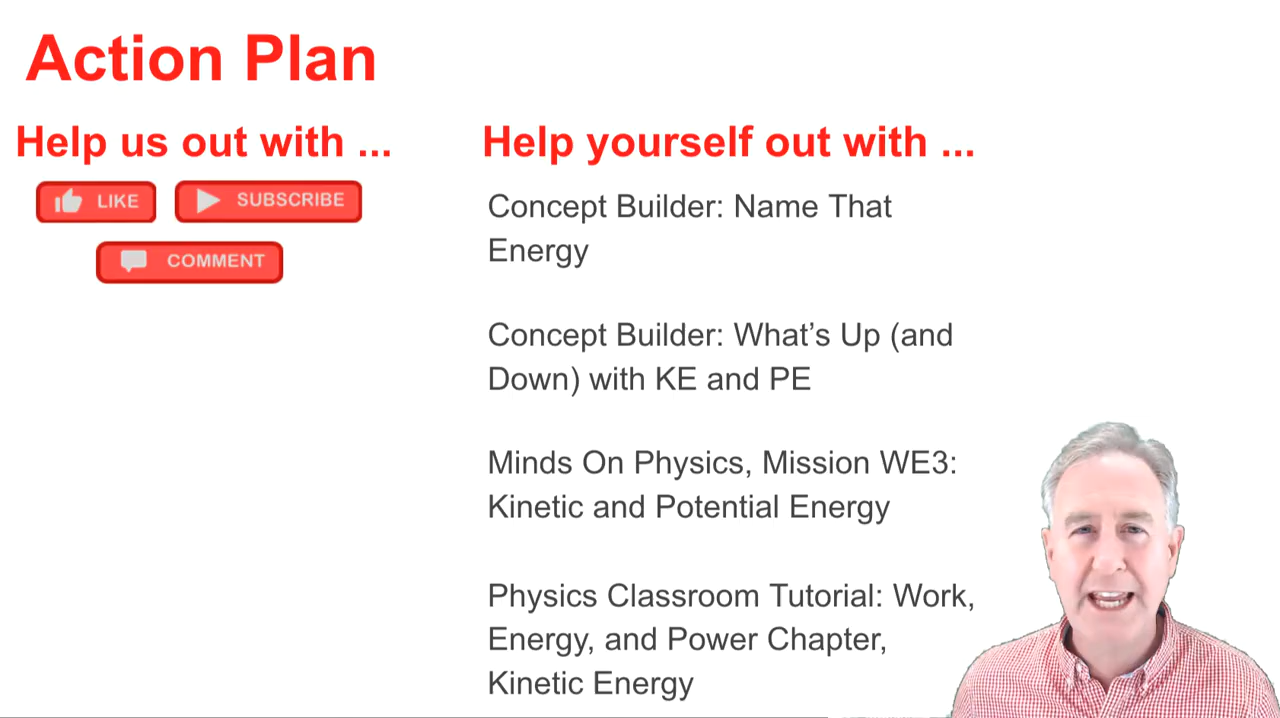 Action Plan
Help us out with ...
LIKE
SUBSCRIBE
COMMENT
Help yourself out with ...
Concept Builder: Name That
Energy
Concept Builder: What’s Up (and
Down) with KE and PE
Minds On Physics, Mission WE3:
Kinetic and Potential Energy
Physics Classroom Tutorial: Work,
Energy, and Power Chapter,
Kinetic Energy